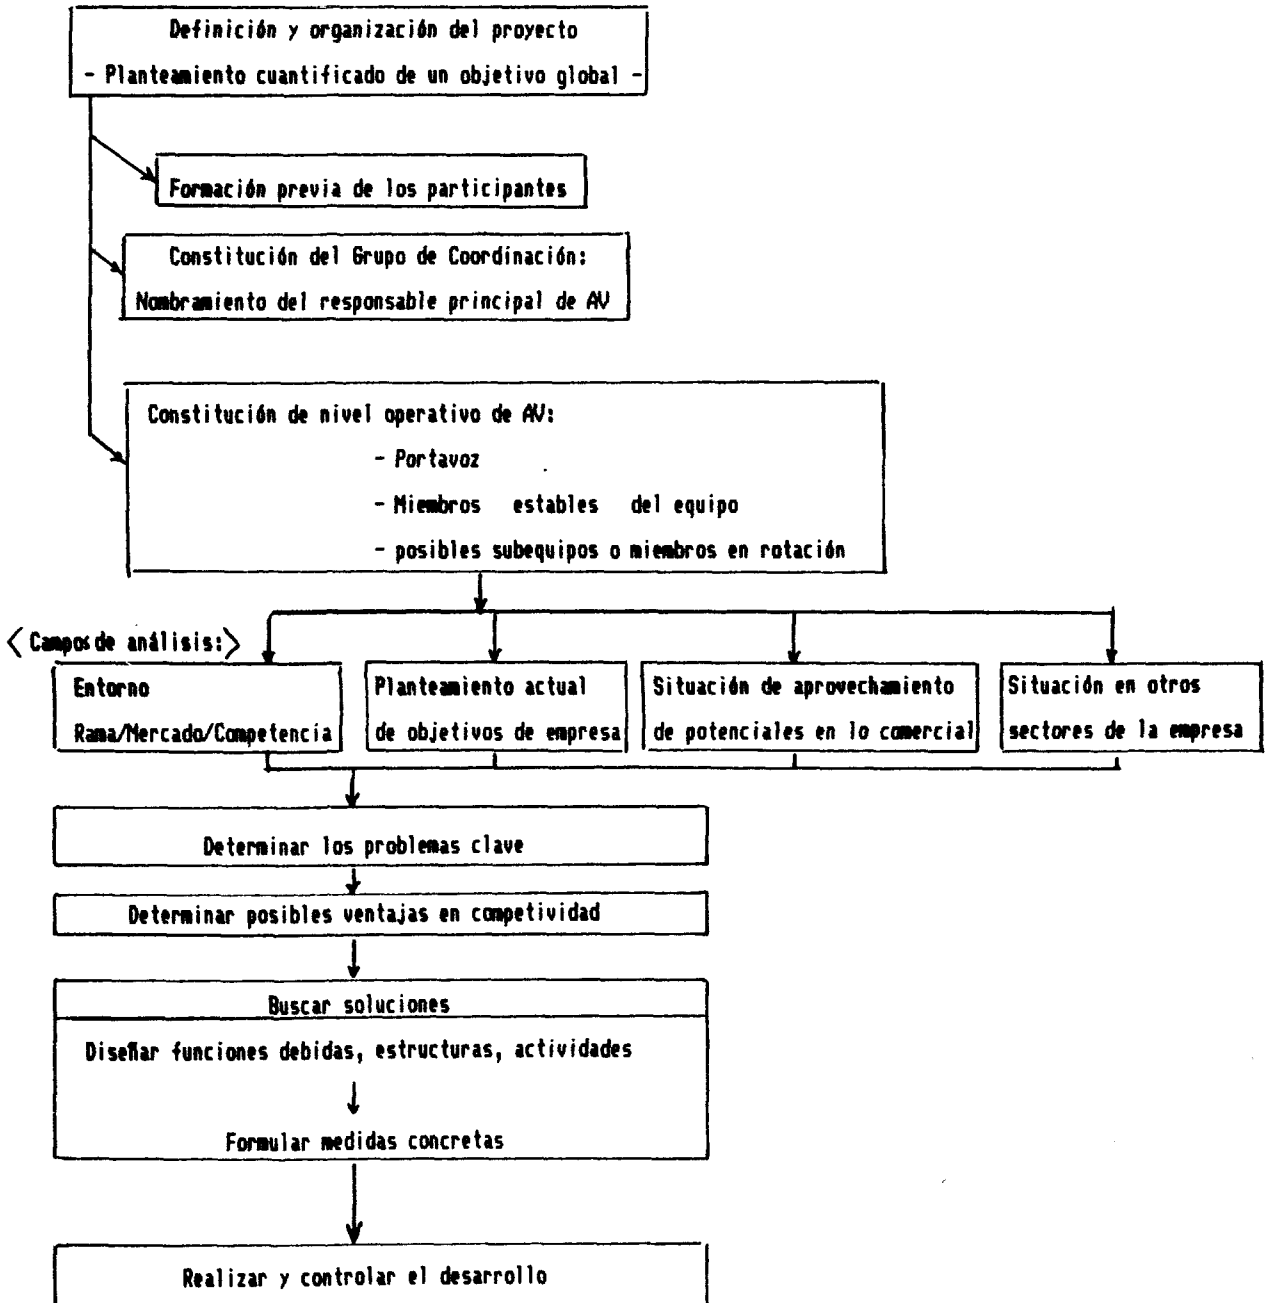 Definición y organización del proyecto
- Planteamiento cuantificado de un objetivo global -
Formación previa de los participantes
Constitución del Grupo de Coordinación:
Nombramiento del responsable principal de AV
Constitución de nivel operativo de AV:
- Portavoz
- Miembros estables del equipo
- posibles subequipos o miembros en rotación
〈 Campos de análisis: 〉
Entorno
Rama/Mercado/Competencia
Planteamiento actual
de objetivos de empresa
Situación de aprovechamiento
de potenciales en lo comercial
Situación en otros
sectores de la empresa
Determinar los problemas clave
Determinar posibles ventajas en competividad
Buscar soluciones
Diseñar funciones debidas, estructuras, actividades
Formular medidas concretas
Realizar y controlar el desarrollo